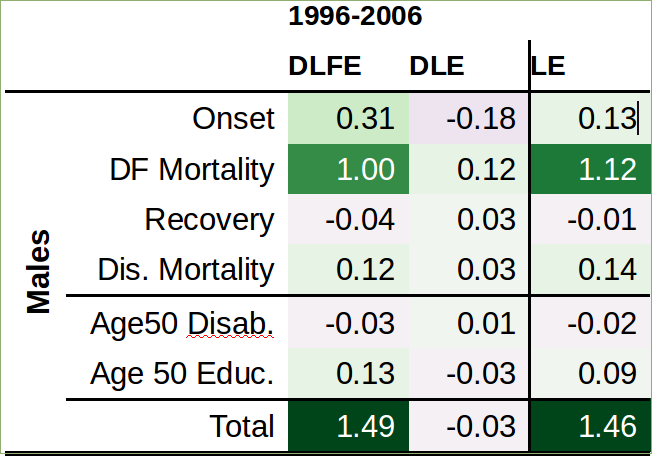 1996-2006
DLFE DLE LE
Males
Onset 0.31 -0.18 0.13
DF Mortality 1.00 0.12 1.12
Recovery -0.04 0.03 -0.01
Dis. Mortality 0.12 0.03 0.14
Age50 Disab. -0.03 0.01 -0.02
Age 50 Educ. 0.13 -0.03 0.09
Total 1.49 -0.03 1.46